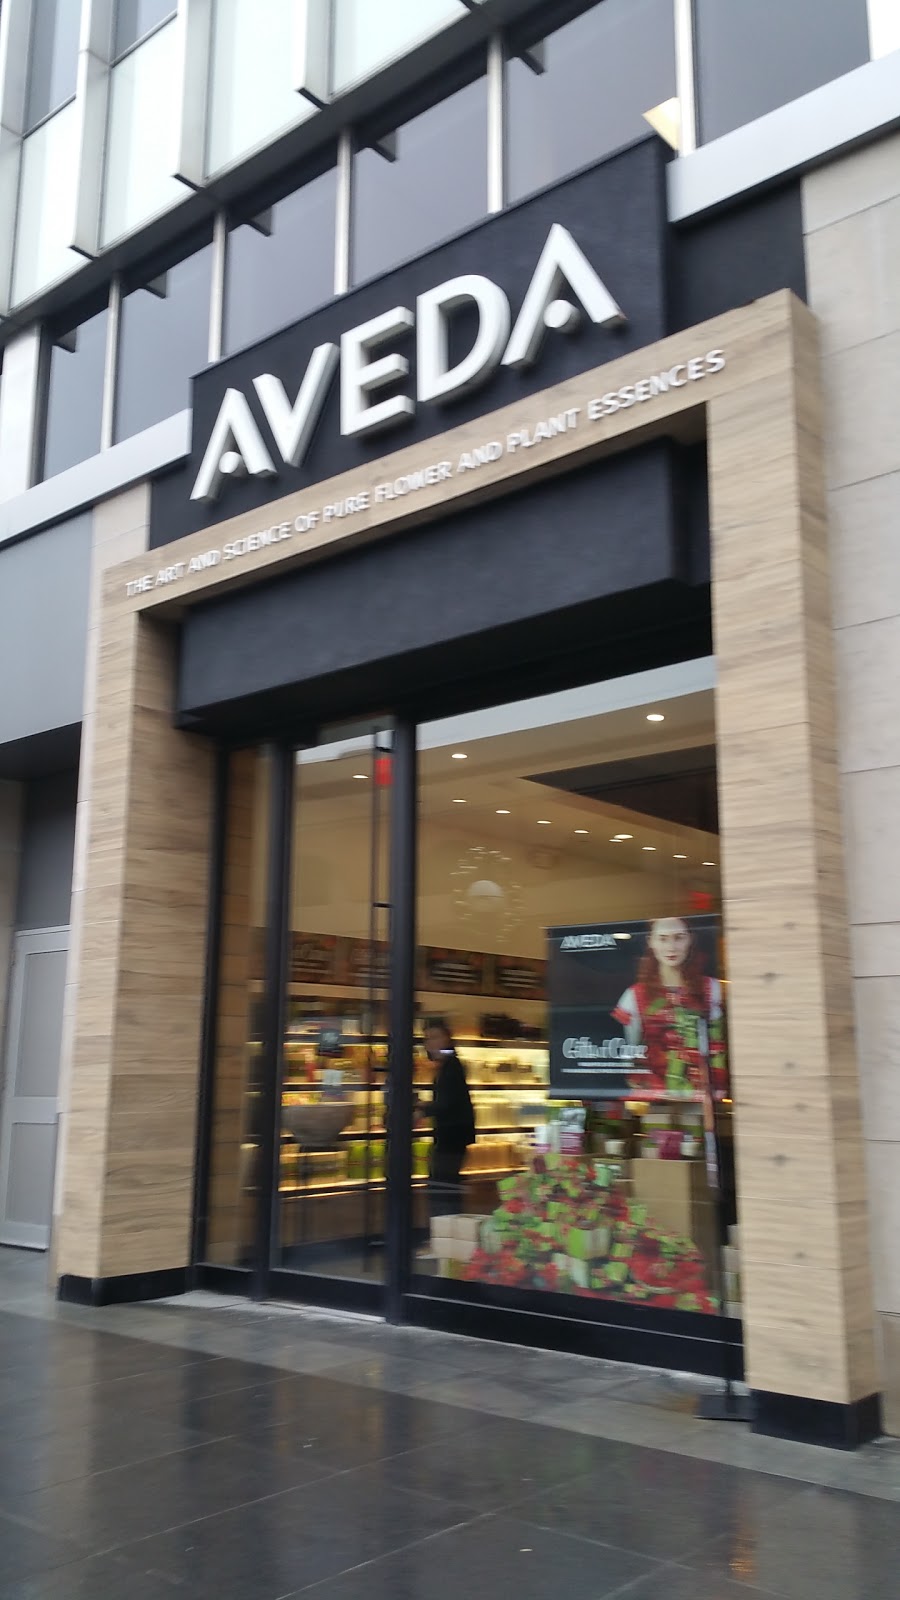 AVEDA
THE ART AND SCIENCE OF PURE FLOWER AND PLANT ESSENCES
AVEDA